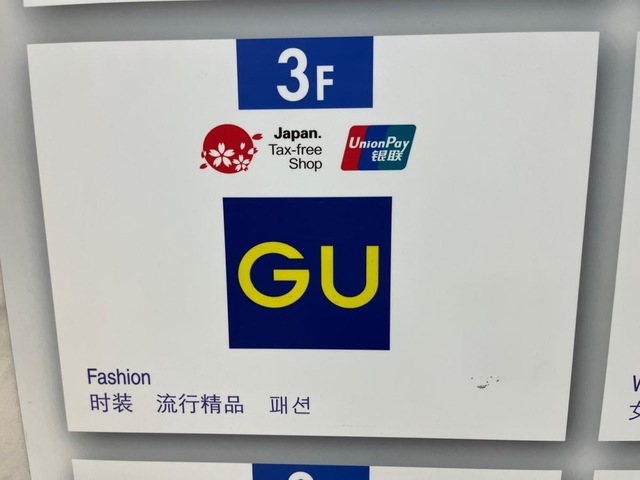 3F
Japan.
Tax-free
Shop
UnionPay
银联
GU
Fashion
时装 流行精品 패션